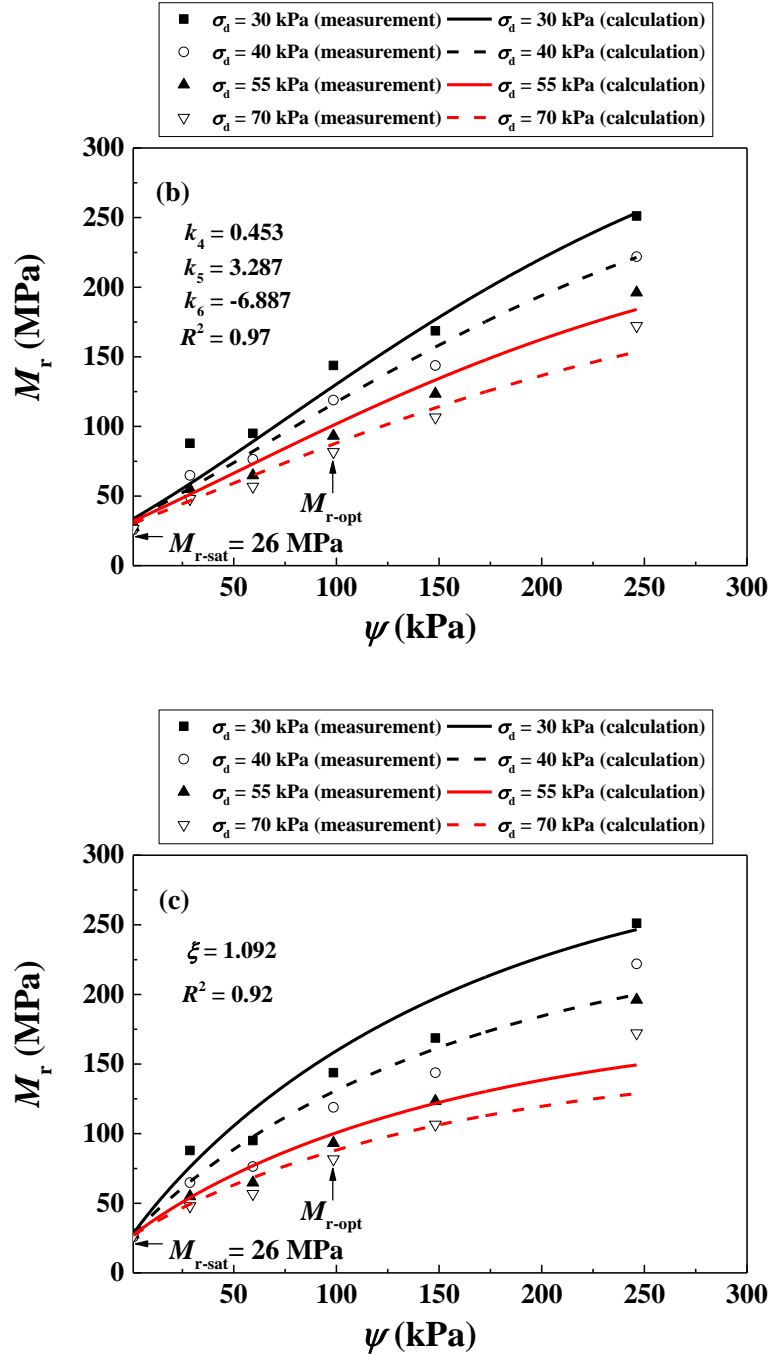 σd = 30 kPa (measurement) σd = 30 kPa (calculation)
σd = 40 kPa (measurement) σd = 40 kPa (calculation)
σd = 55 kPa (measurement) σd = 55 kPa (calculation)
σd = 70 kPa (measurement) σd = 70 kPa (calculation)
300
(b)
k4 = 0.453
250
k5 = 3.287
k6 = -6.887
200
R2 = 0.97
Mr (MPa)
150
100
50
Mr-opt
Mr-sat = 26 MPa
0
50 100 150 200 250 300
ψ (kPa)
σd = 30 kPa (measurement) σd = 30 kPa (calculation)
σd = 40 kPa (measurement) σd = 40 kPa (calculation)
σd = 55 kPa (measurement) σd = 55 kPa (calculation)
σd = 70 kPa (measurement) σd = 70 kPa (calculation)
300
(c)
250
ξ = 1.092
R2 = 0.92
200
Mr (MPa)
150
100
50
Mr-opt
Mr-sat = 26 MPa
0
50 100 150 200 250 300
ψ (kPa)